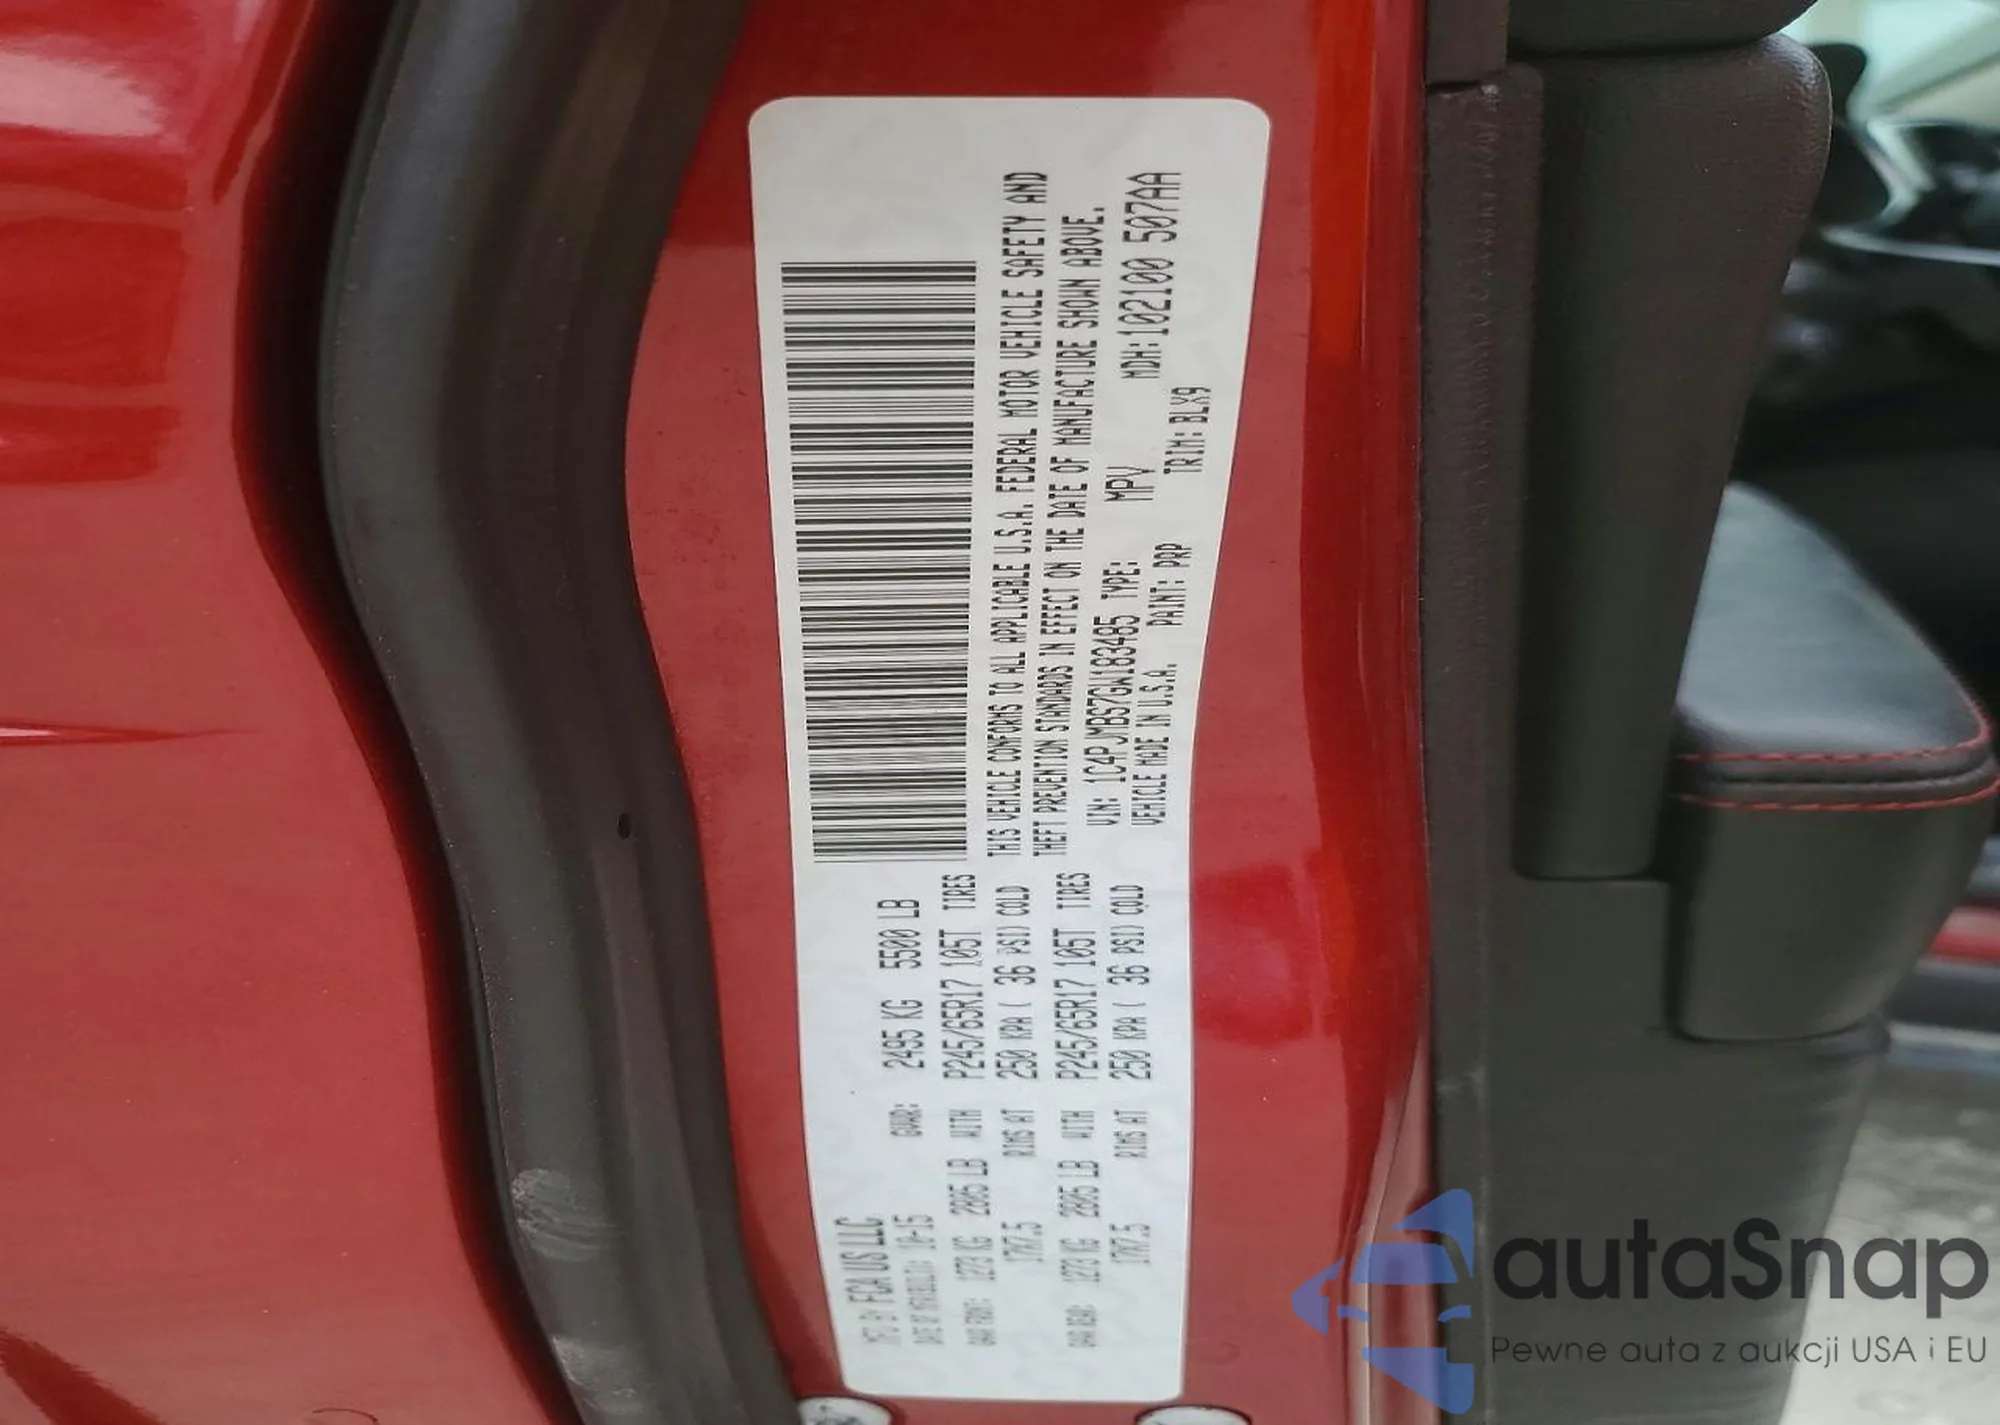 MFG BY FCA US LLC
DATE OF MFR(BUILT): 10-15 GVWR: 2495 KG 5500 LB
GAWR FRONT: 1273 KG 2805 LB WITH P245/65R17 105T TIRES
17X7.5 RIMS AT 250 KPA ( 36 PSI) COLD
GAWR REAR: 1273 KG 2805 LB WITH P245/65R17 105T TIRES
17X7.5 RIMS AT 250 KPA ( 36 PSI) COLD
THIS VEHICLE CONFORMS TO ALL APPLICABLE U.S.A. FEDERAL MOTOR VEHICLE SAFETY AND
THEFT PREVENTION STANDARDS IN EFFECT ON THE DATE OF MANUFACTURE SHOWN ABOVE.
VIN: 1C4PJMBS7GW183485 TYPE: MPV MDH:102100 507AA
VEHICLE MADE IN U.S.A. PAINT: PRP TRIM: BLX9
autaSnap
Pewne auta z aukcji USA i EU